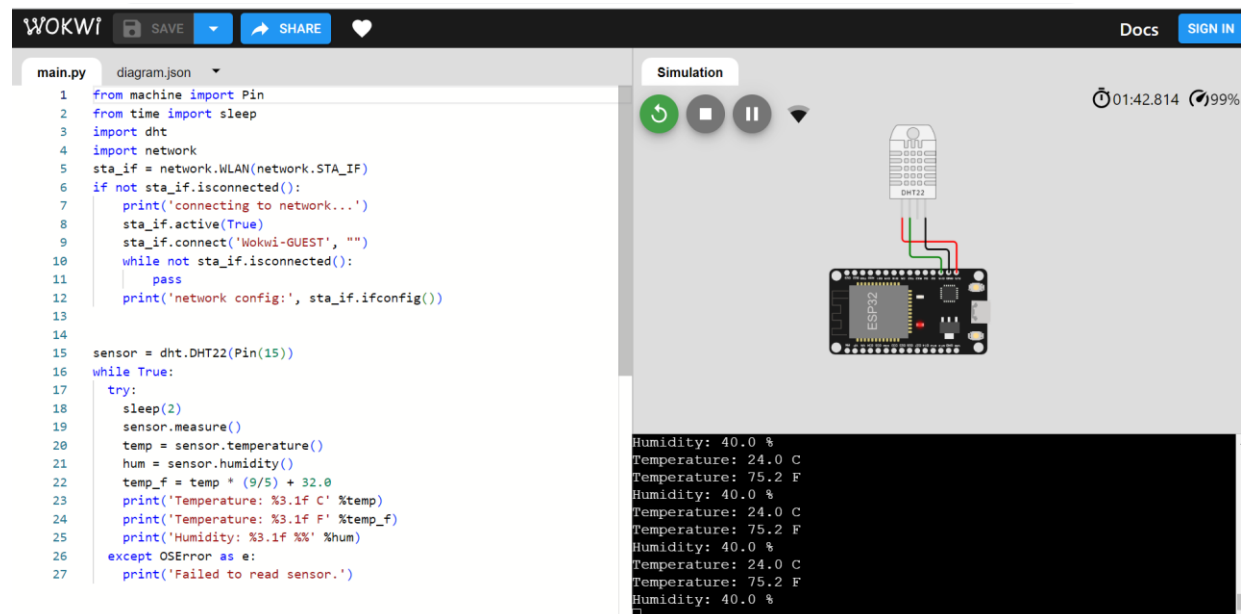 WOKWI SAVE SHARE Docs SIGN IN
main.py diagram.json
1 from machine import Pin
2 from time import sleep
3 import dht
4 import network
5 sta_if = network.WLAN(network.STA_IF)
6 if not sta_if.isconnected():
7     print('connecting to network...')
8     sta_if.active(True)
9     sta_if.connect('Wokwi-GUEST', "")
10     while not sta_if.isconnected():
11         pass
12     print('network config:', sta_if.ifconfig())
13
14
15 sensor = dht.DHT22(Pin(15))
16 while True:
17   try:
18     sleep(2)
19     sensor.measure()
20     temp = sensor.temperature()
21     hum = sensor.humidity()
22     temp_f = temp * (9/5) + 32.0
23     print('Temperature: %3.1f C' %temp)
24     print('Temperature: %3.1f F' %temp_f)
25     print('Humidity: %3.1f %%' %hum)
26   except OSError as e:
27     print('Failed to read sensor.')
Simulation
01:42.814 99%
DHT22
ESP32
Humidity: 40.0 %
Temperature: 24.0 C
Temperature: 75.2 F
Humidity: 40.0 %
Temperature: 24.0 C
Temperature: 75.2 F
Humidity: 40.0 %
Temperature: 24.0 C
Temperature: 75.2 F
Humidity: 40.0 %